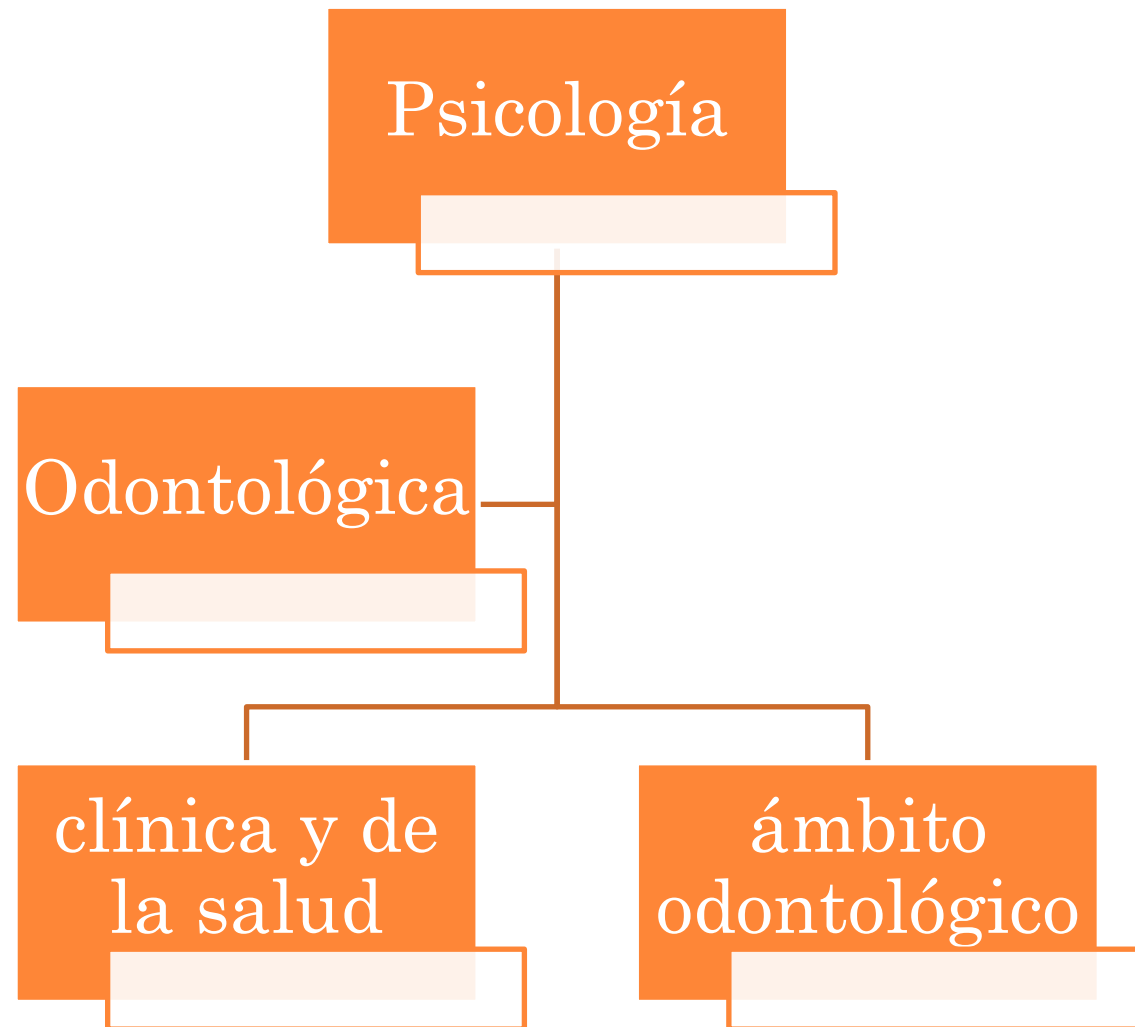 Psicología
Odontológica
clínica y de
la salud
ámbito
odontológico